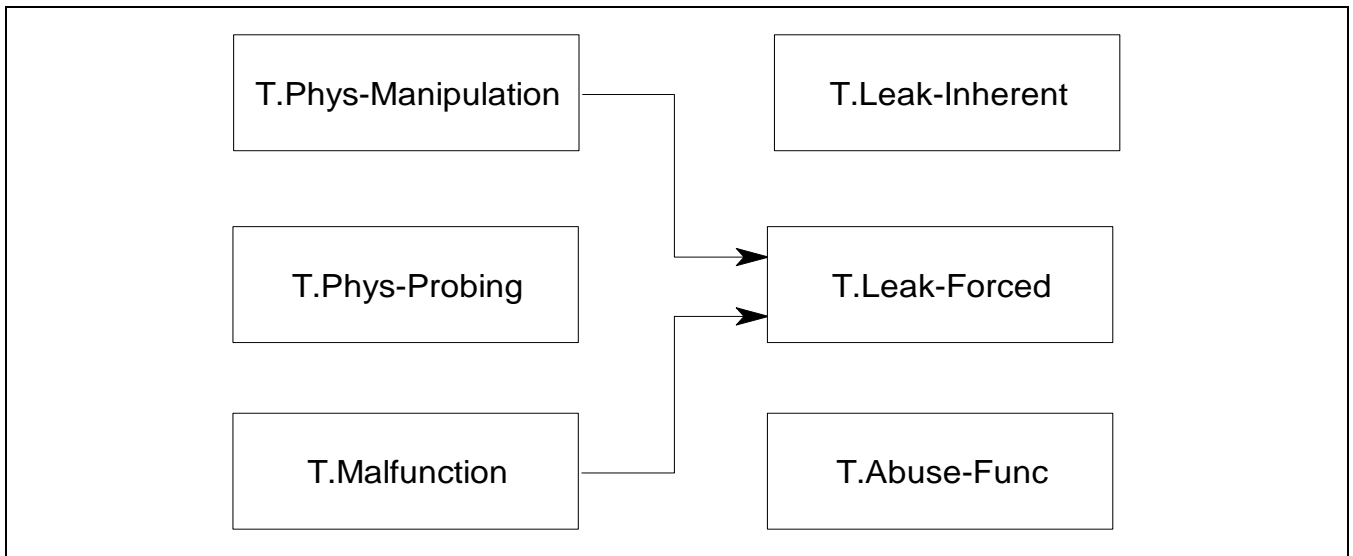 T.Phys-Manipulation
T.Leak-Inherent
T.Phys-Probing
T.Leak-Forced
T.Malfunction
T.Abuse-Func